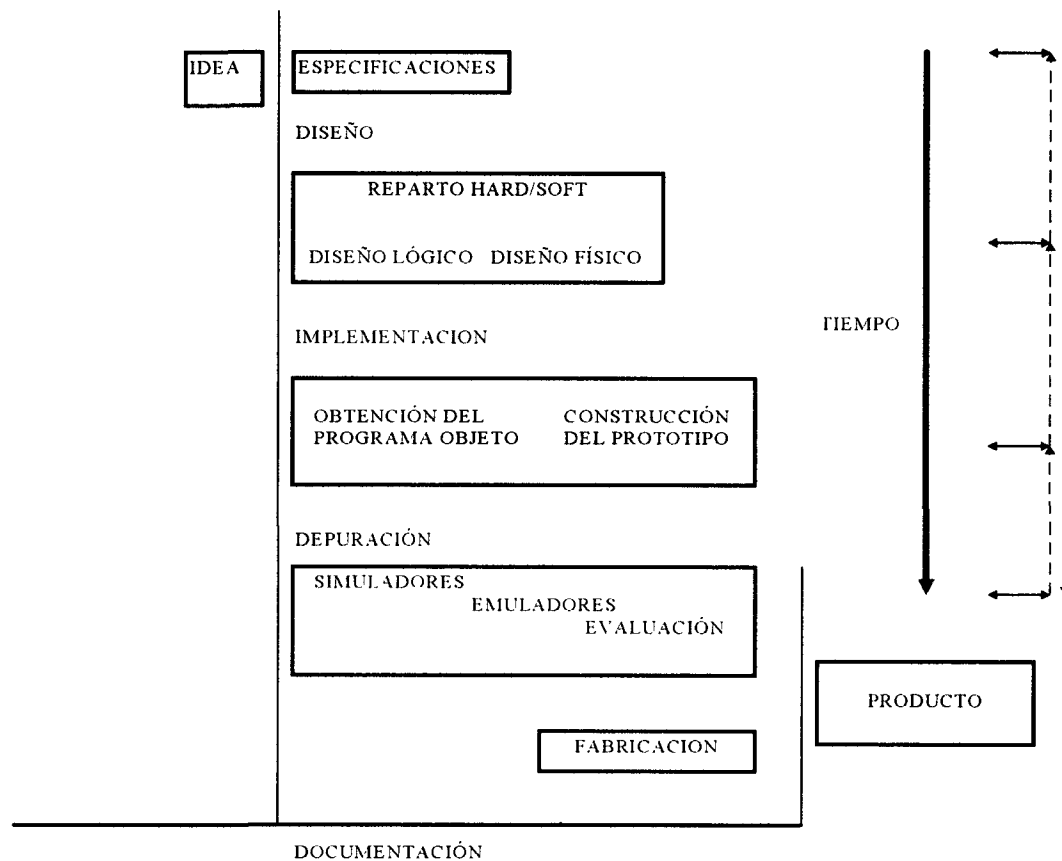 IDEA
ESPECIFICACIONES
DISEÑO
REPARTO HARD/SOFT
DISEÑO LÓGICO DISEÑO FÍSICO
TIEMPO
IMPLEMENTACION
OBTENCIÓN DEL
PROGRAMA OBJETO
CONSTRUCCIÓN
DEL PROTOTIPO
DEPURACIÓN
SIMULADORES
EMULADORES
EVALUACIÓN
PRODUCTO
FABRICACION
DOCUMENTACIÓN